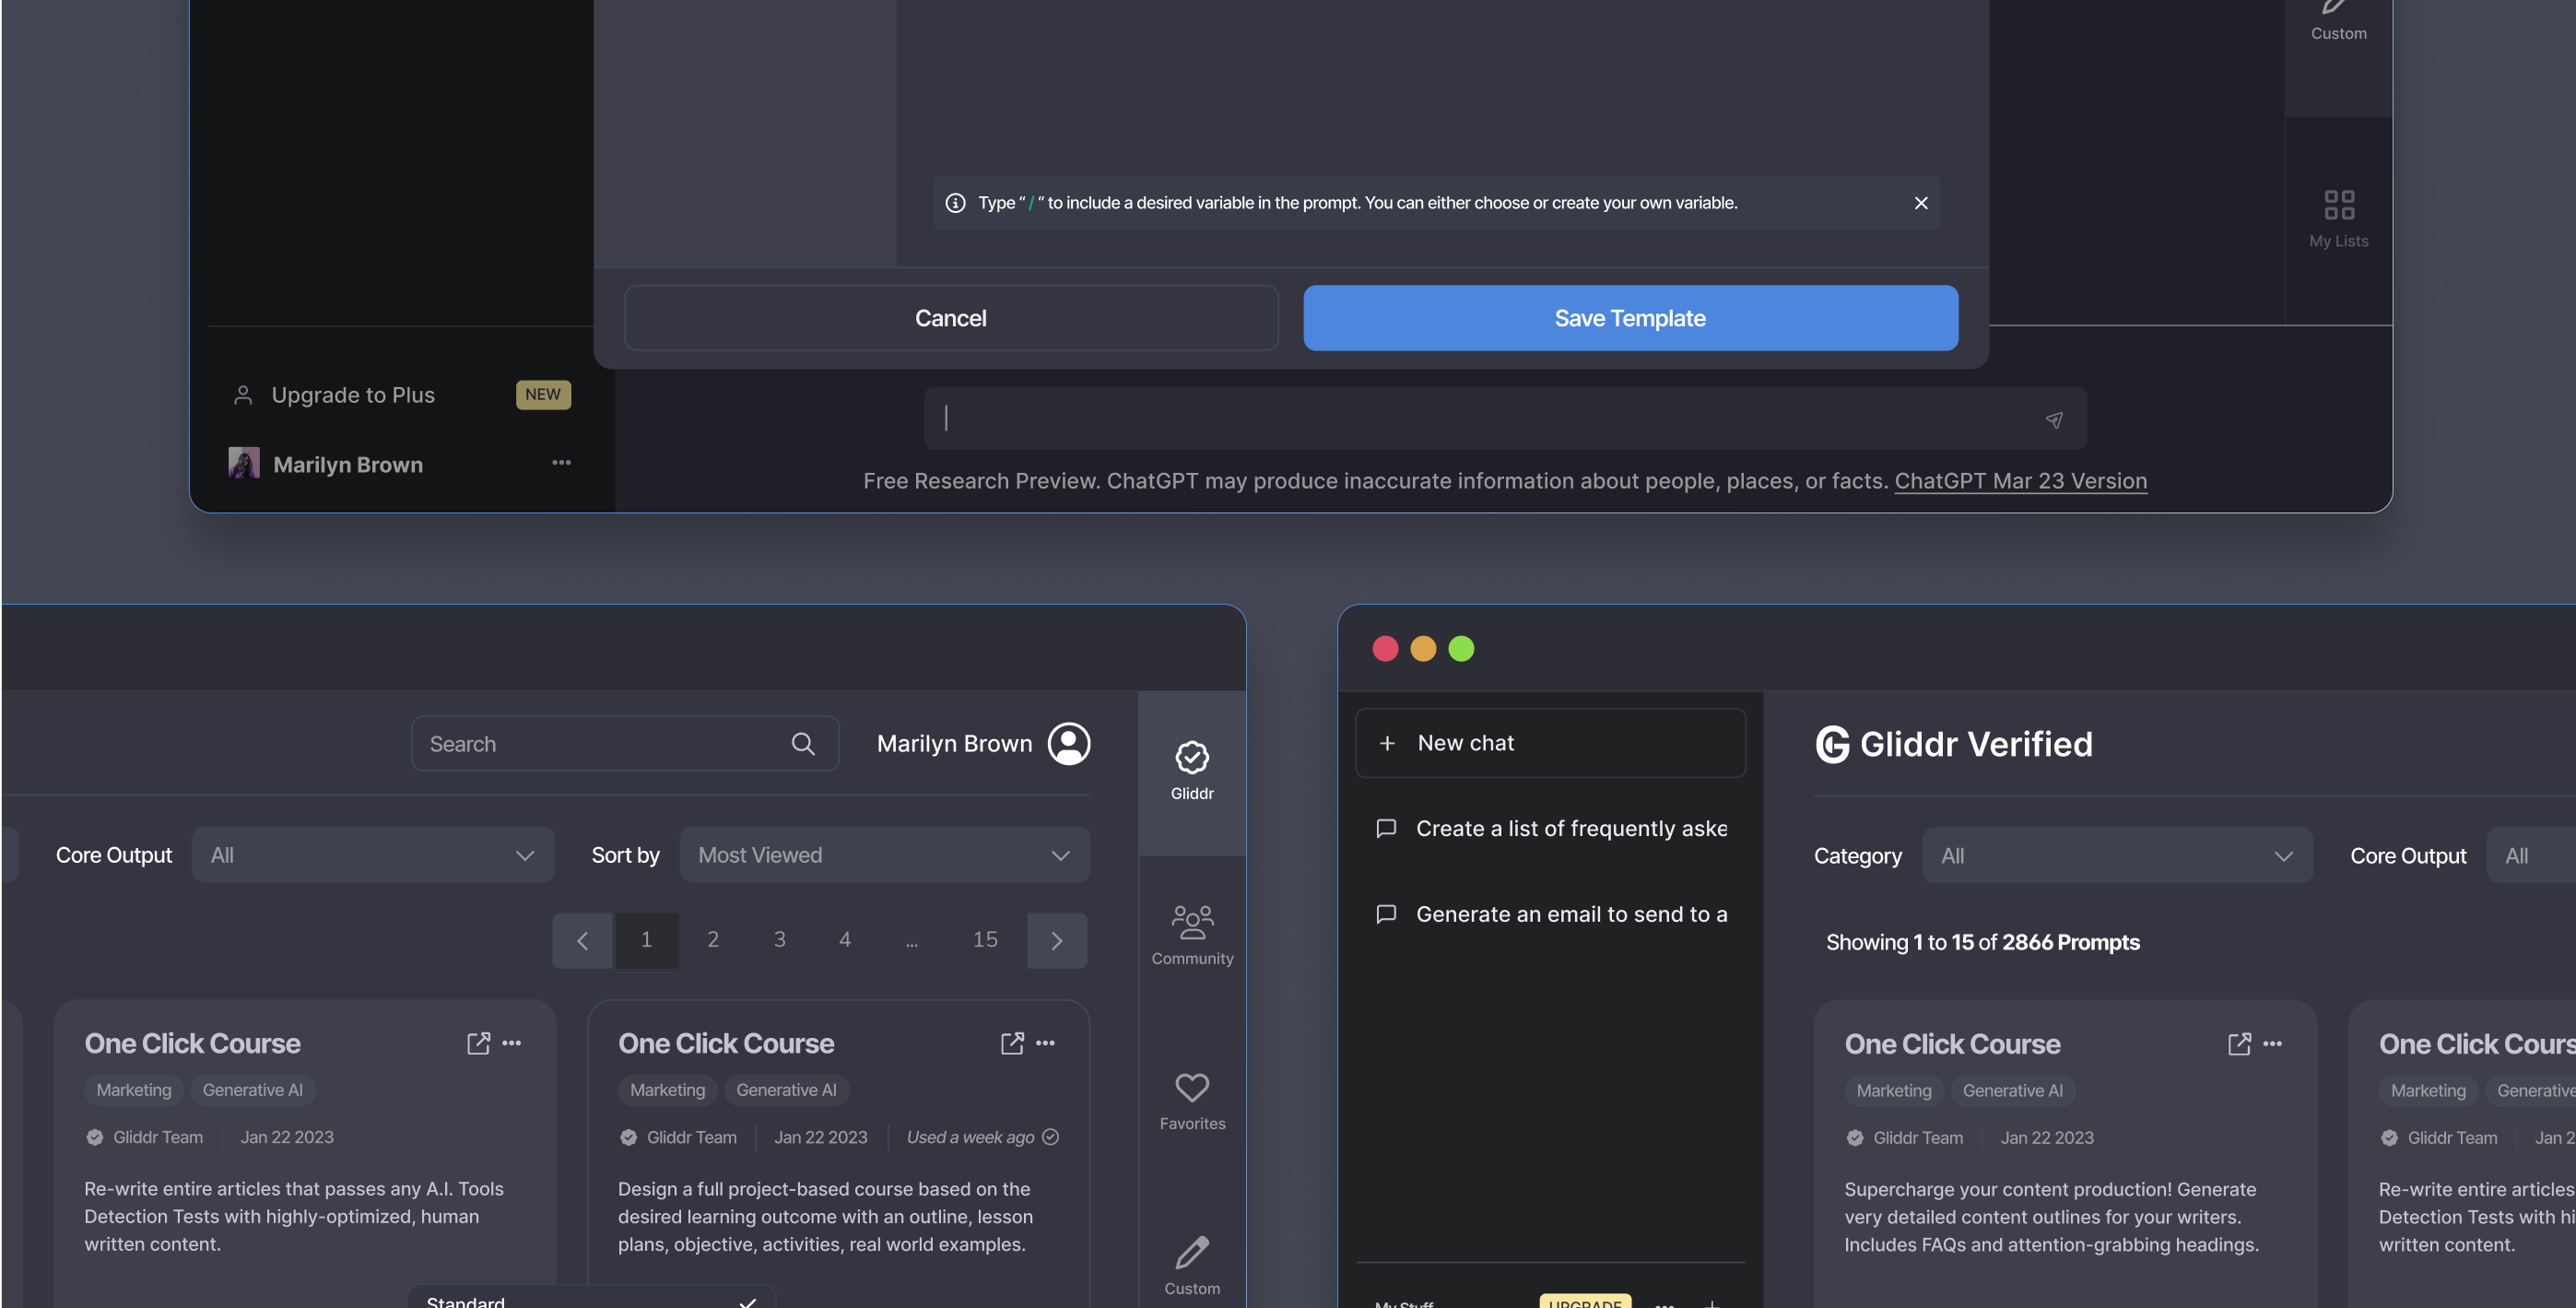 Custom
Type “ / “ to include a desired variable in the prompt. You can either choose or create your own variable.
My Lists
Cancel
Save Template
Upgrade to Plus
NEW
Marilyn Brown
Free Research Preview. ChatGPT may produce inaccurate information about people, places, or facts. ChatGPT Mar 23 Version
Search
Marilyn Brown
Gliddr
Core Output
All
Sort by
Most Viewed
1 2 3 4 ... 15
Community
One Click Course
Marketing
Generative AI
Gliddr Team
Jan 22 2023
Re-write entire articles that passes any A.I. Tools
Detection Tests with highly-optimized, human
written content.
One Click Course
Marketing
Generative AI
Gliddr Team
Jan 22 2023
Used a week ago
Design a full project-based course based on the
desired learning outcome with an outline, lesson
plans, objective, activities, real world examples.
Favorites
Custom
Standard
New chat
Create a list of frequently aske
Generate an email to send to a
My Stuff
UPGRADE
Gliddr Verified
Category
All
Core Output
All
Showing 1 to 15 of 2866 Prompts
One Click Course
Marketing
Generative AI
Gliddr Team
Jan 22 2023
Supercharge your content production! Generate
very detailed content outlines for your writers.
Includes FAQs and attention-grabbing headings.
One Click Cours
Marketing
Generative
Gliddr Team
Jan 2
Re-write entire articles
Detection Tests with hi
written content.